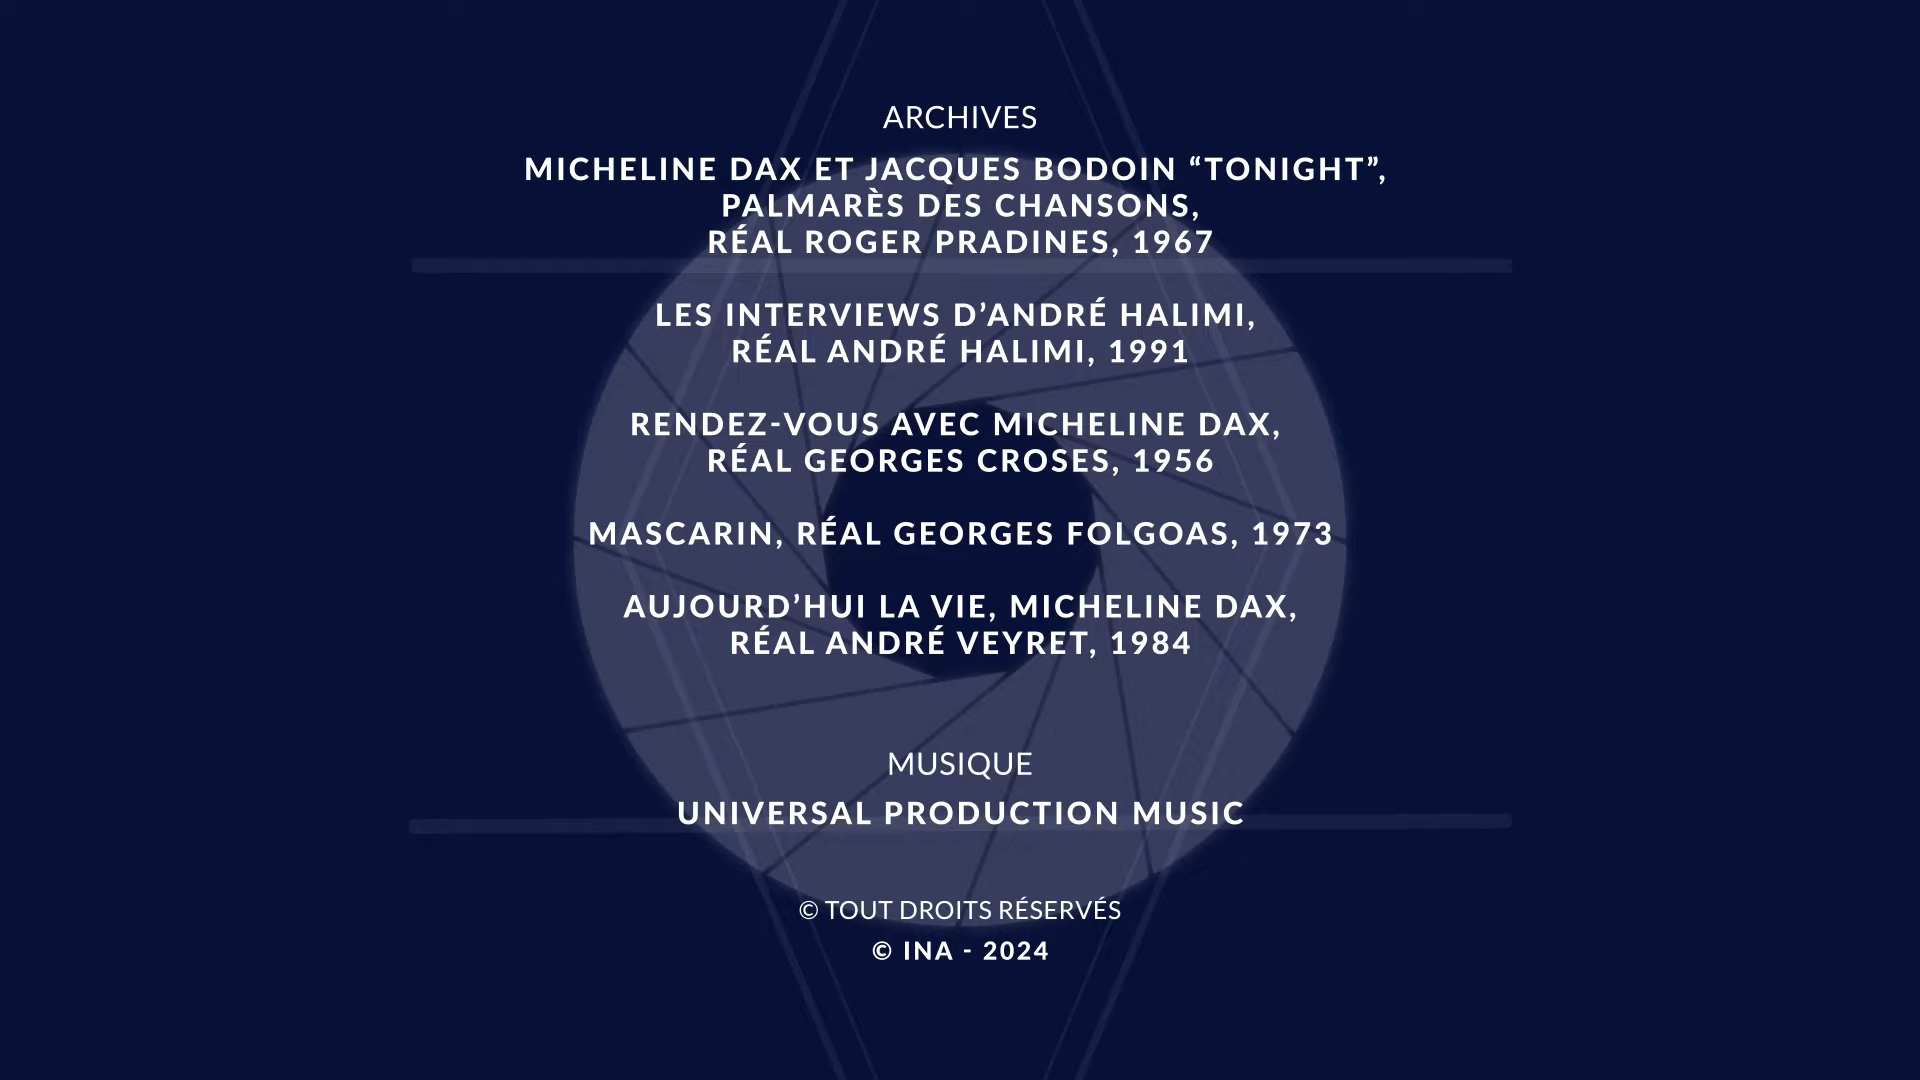 ARCHIVES
MICHELINE DAX ET JACQUES BODOIN “TONIGHT”,
PALMARÈS DES CHANSONS,
RÉAL ROGER PRADINES, 1967
LES INTERVIEWS D’ANDRÉ HALIMI,
RÉAL ANDRÉ HALIMI, 1991
RENDEZ-VOUS AVEC MICHELINE DAX,
RÉAL GEORGES CROSES, 1956
MASCARIN, RÉAL GEORGES FOLGOAS, 1973
AUJOURD’HUI LA VIE, MICHELINE DAX,
RÉAL ANDRÉ VEYRET, 1984
MUSIQUE
UNIVERSAL PRODUCTION MUSIC
© TOUT DROITS RÉSERVÉS
© INA - 2024